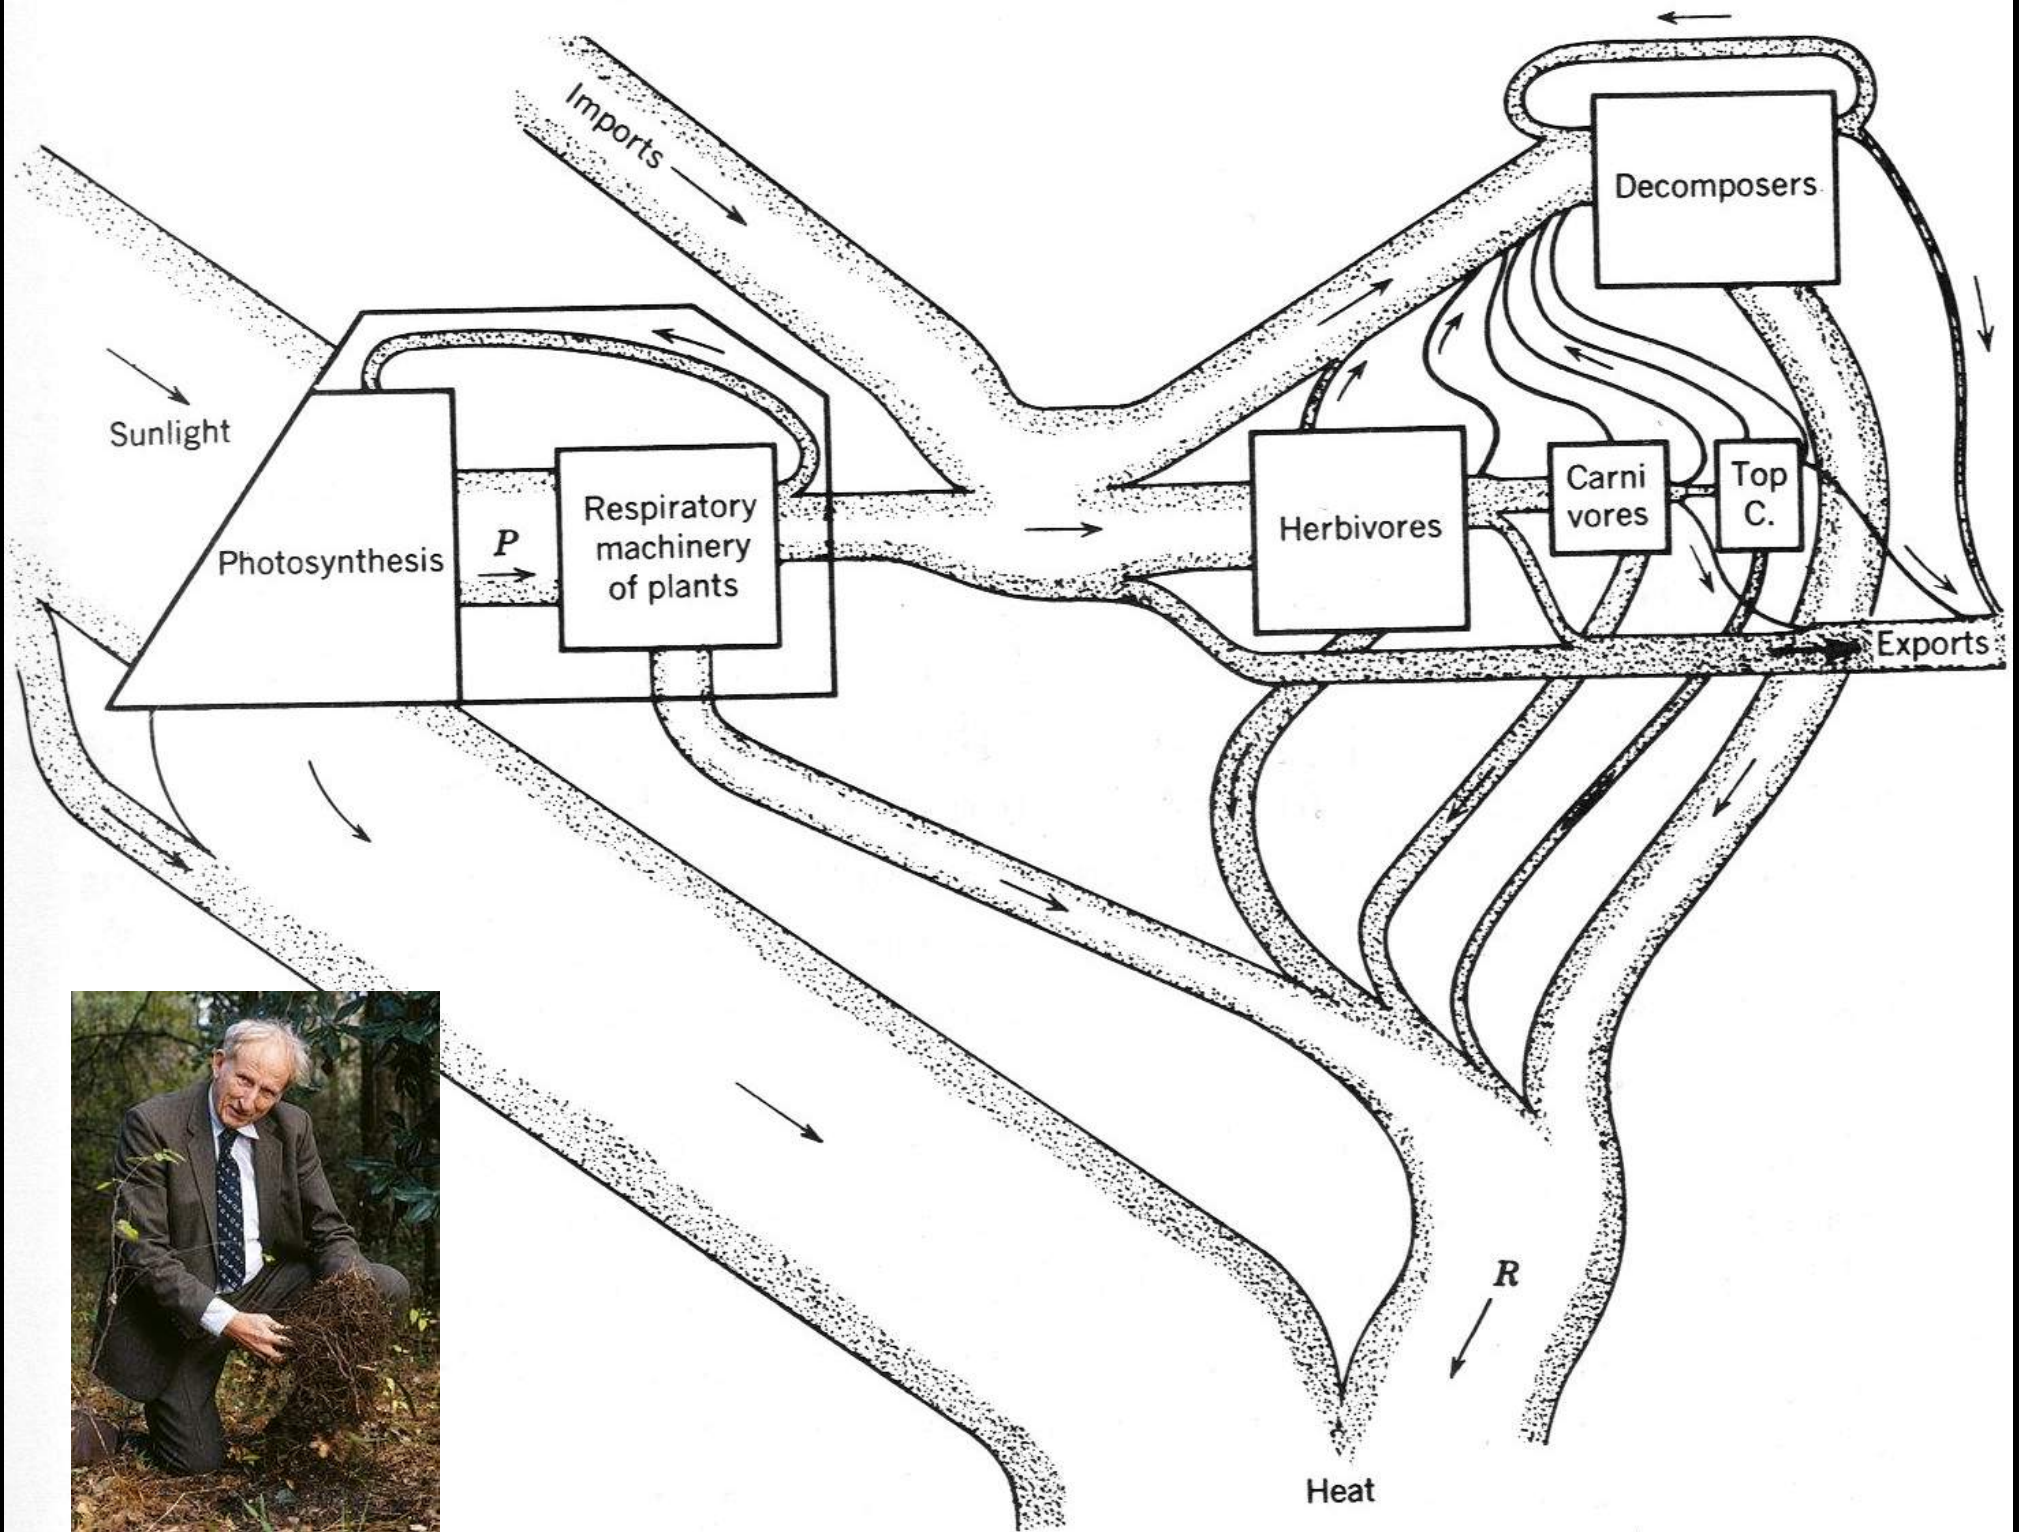 Imports
Decomposers
Sunlight
Photosynthesis
P
Respiratory
machinery
of plants
Herbivores
Carni
vores
Top
C.
Exports
R
Heat